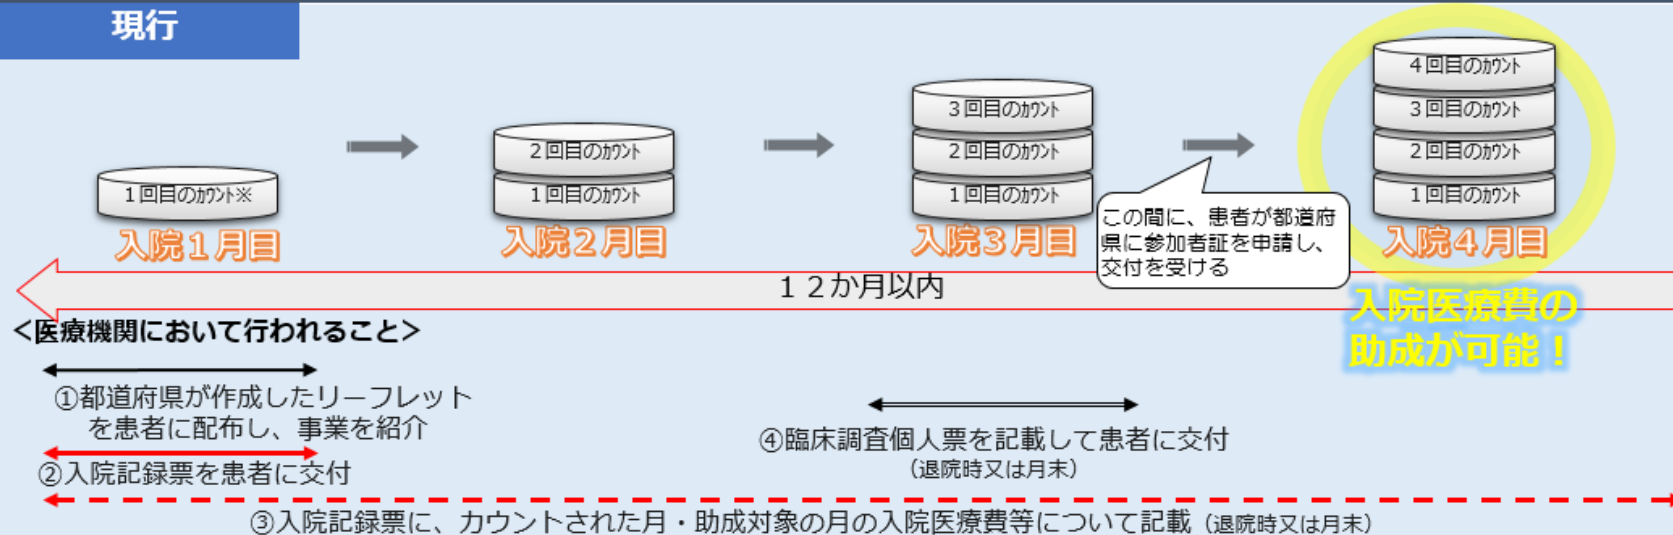 現行
1回目のカウント※
入院1月目
2回目のカウント
1回目のカウント
入院2月目
3回目のカウント
2回目のカウント
1回目のカウント
入院3月目
この間に、患者が都道府
県に参加者証を申請し、
交付を受ける
4回目のカウント
3回目のカウント
2回目のカウント
1回目のカウント
入院4月目
12か月以内
入院医療費の
助成が可能！
＜医療機関において行われること＞
①都道府県が作成したリーフレット
を患者に配布し、事業を紹介
②入院記録票を患者に交付
④臨床調査個人票を記載して患者に交付
（退院時又は月末）
③入院記録票に、カウントされた月・助成対象の月の入院医療費等について記載（退院時又は月末）